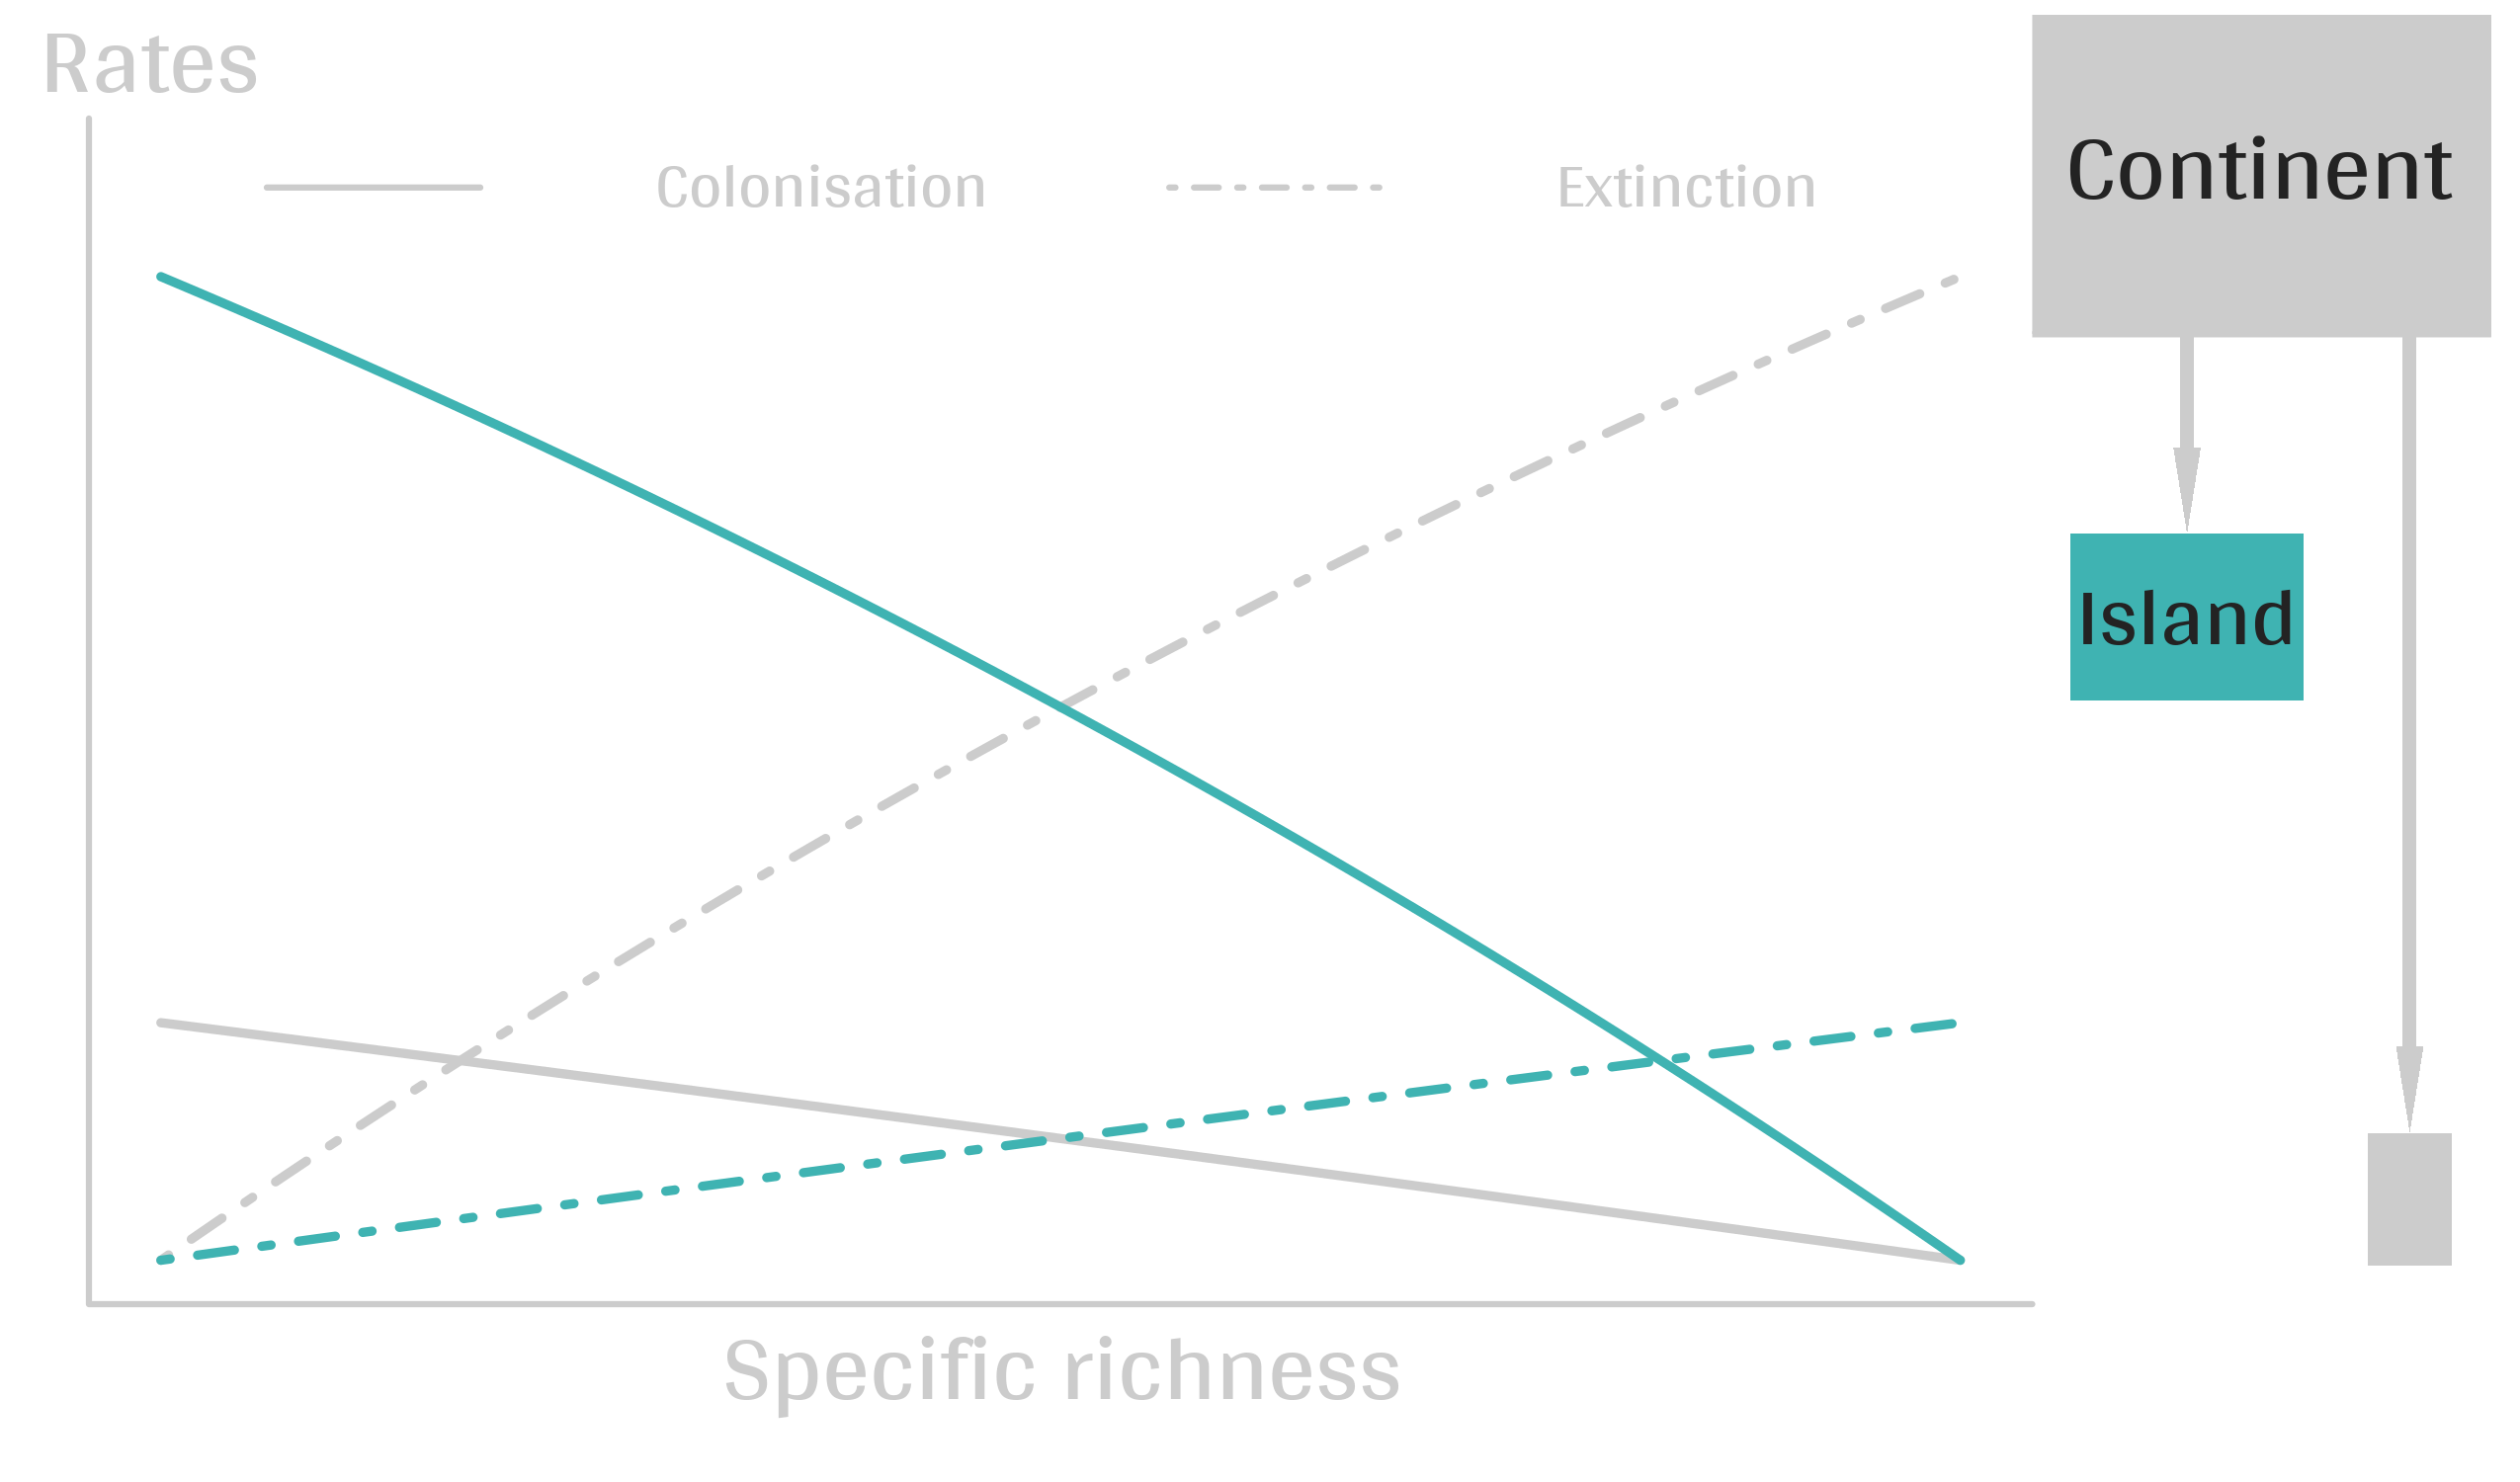 Rates
Colonisation
Extinction
Continent
Island
Specific richness